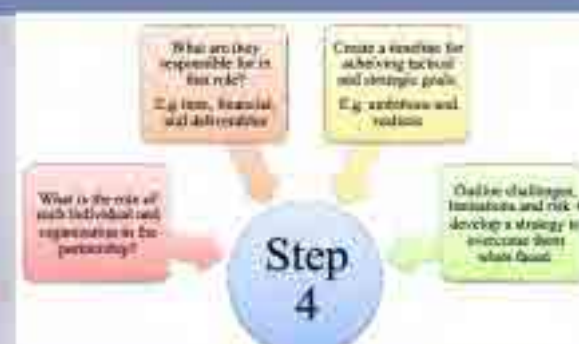 What are they
responsible for in
that role?
E.g. time, financial
and deliverables
Create a timeline for
achieving tactical
and strategic goals.
E.g. ambitious and
realistic
What is the role of
each individual and
organisation in the
partnership?
Outline challenges,
limitations and risk
develop a strategy to
overcome them
when faced
Step
4